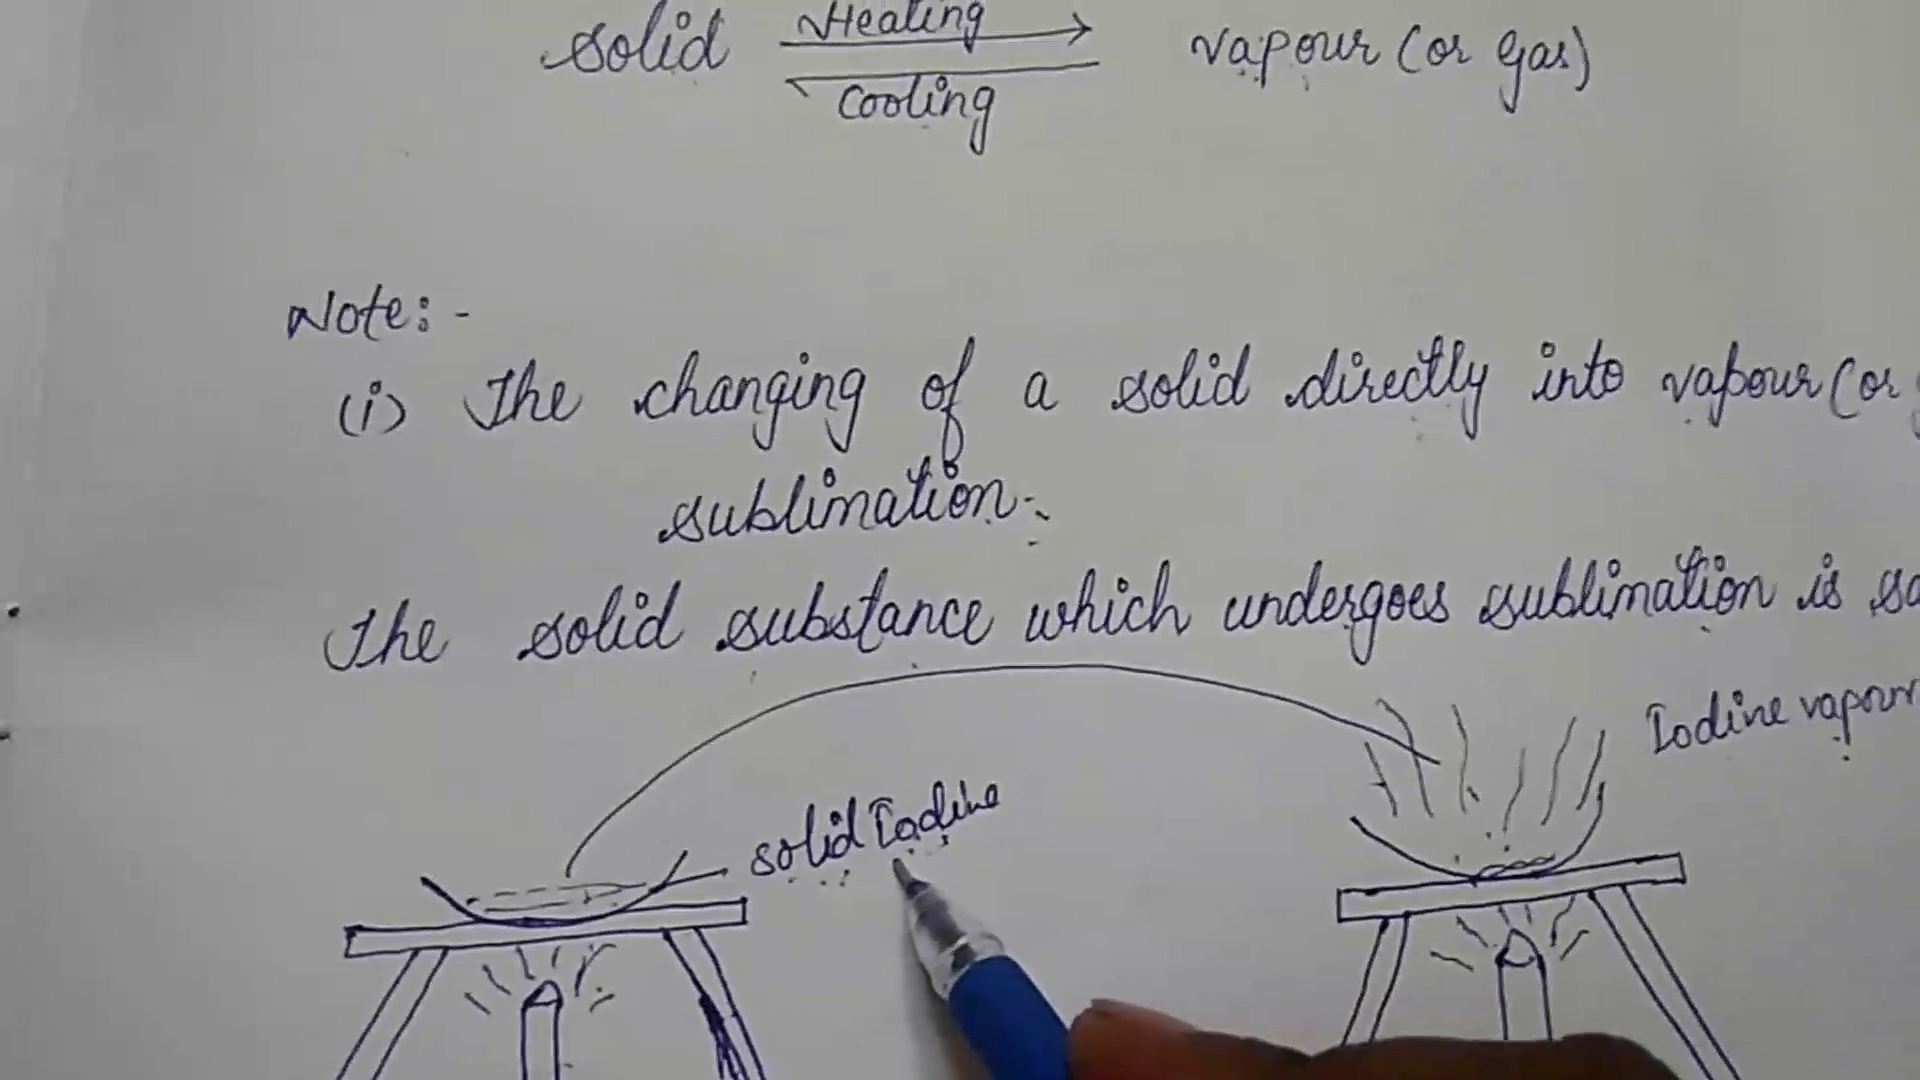 Heating
solid vapour (or gas)
cooling
Note:-
(i) The changing of a solid directly into vapour (or
sublimation.
The solid substance which undergoes sublimation is
Iodine vapour
solid Iodine